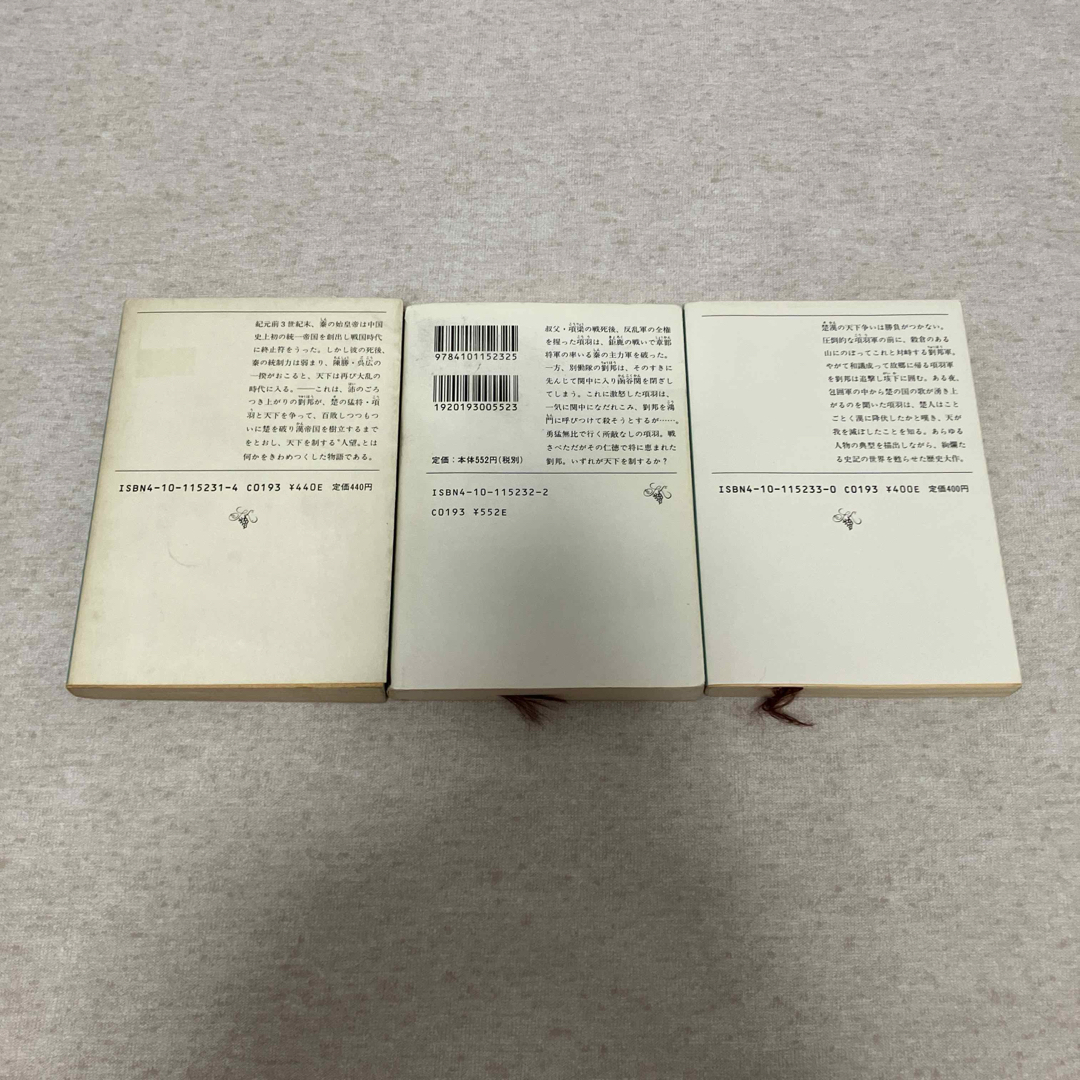 紀元前3世紀末、秦の始皇帝は中国
史上初の統一帝国を創出し戦国時代
に終止符をうった。しかし彼の死後、
秦の統制力は弱まり、陳勝・呉広の
一揆がおこると、天下は再び大乱の
時代に入る。――これは、沛のごろ
つき上がりの劉邦が、楚の猛将・項
羽と天下を争って、百敗しつつもつ
いに楚を破り漢帝国を樹立するまで
をとおし、天下を制する"人望"とは
何かをきわめつくした物語である。
ISBN4-10-115231-4 C0193 ¥440E 定価440円
9784101152325
1920193005523
定価:本体552円(税別)
叔父・項梁の戦死後、反乱軍の全権
を握った項羽は、鉅鹿の戦いで章邯
将軍の率いる秦の主力軍を破った。
一方、別働隊の劉邦は、そのすきに
先んじて関中に入り函谷関を閉ざし
てしまう。これに激怒した項羽は、
一気に関中になだれこみ、劉邦を鴻
門に呼びつけて殺そうとするが……。
勇猛無比で行く所敵なしの項羽。戦
さべただがその仁徳で特に恵まれた
劉邦。いずれが天下を制するか?
ISBN4-10-115232-2
C0193 ¥552E
楚漢の天下争いは勝負がつかない。
圧倒的な項羽軍の前に、穀倉のある
山にのぼってこれと対峙する劉邦軍。
やがて和議成って故郷に帰る項羽軍
を劉邦は追撃し垓下に囲む。ある夜、
包囲軍の中から楚の国の歌が湧き上
がるのを聞いた項羽は、楚人はこと
ごとく漢に降伏したかと嘆き、天が
我を滅ぼしたことを知る。あらゆる
人物の典型を描出しながら、絢爛た
る史記の世界を甦らせた歴史大作。
ISBN4-10-115233-0 C0193 ¥400E 定価400円